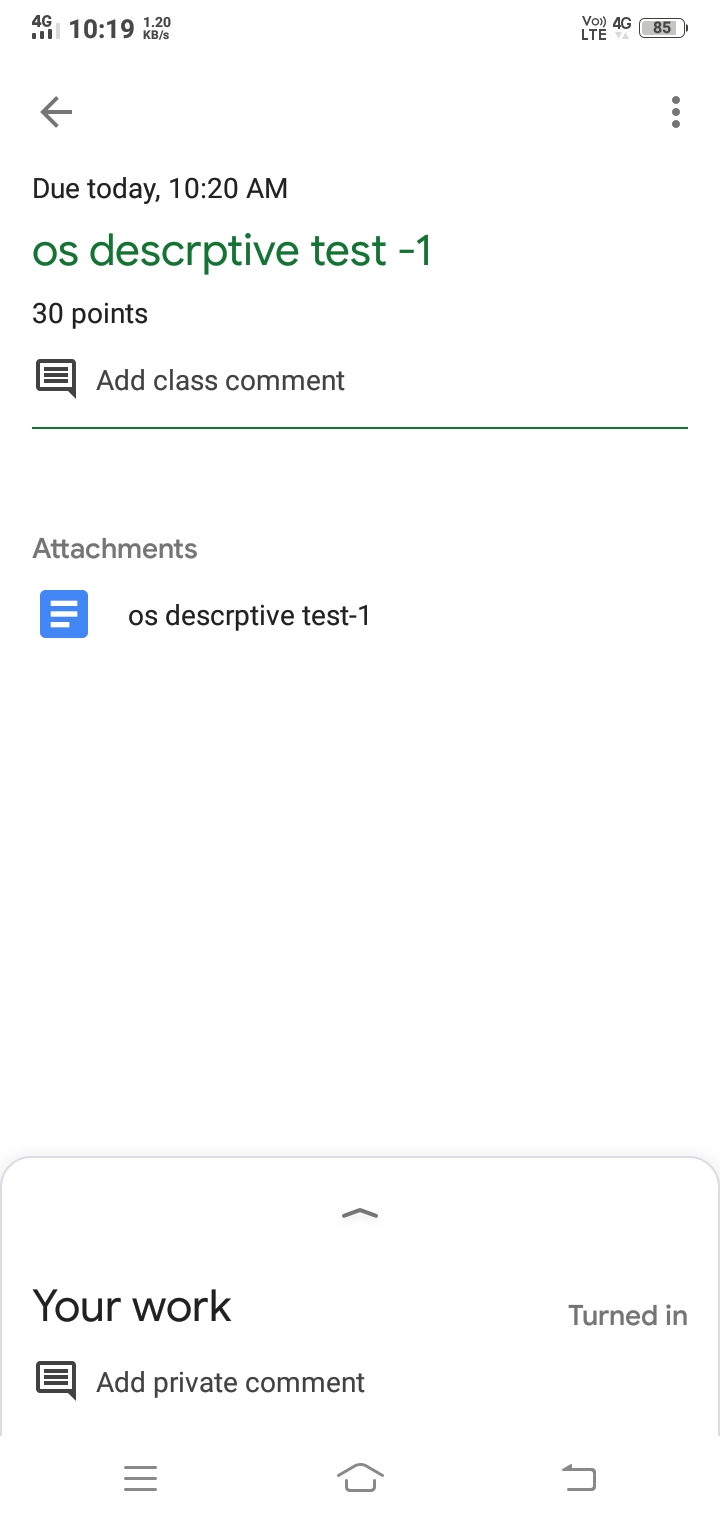 4G 10:19 1.20 KB/s Vo)) LTE 4G 85
Due today, 10:20 AM
os descrptive test -1
30 points
Add class comment
Attachments
os descrptive test-1
Your work
Turned in
Add private comment